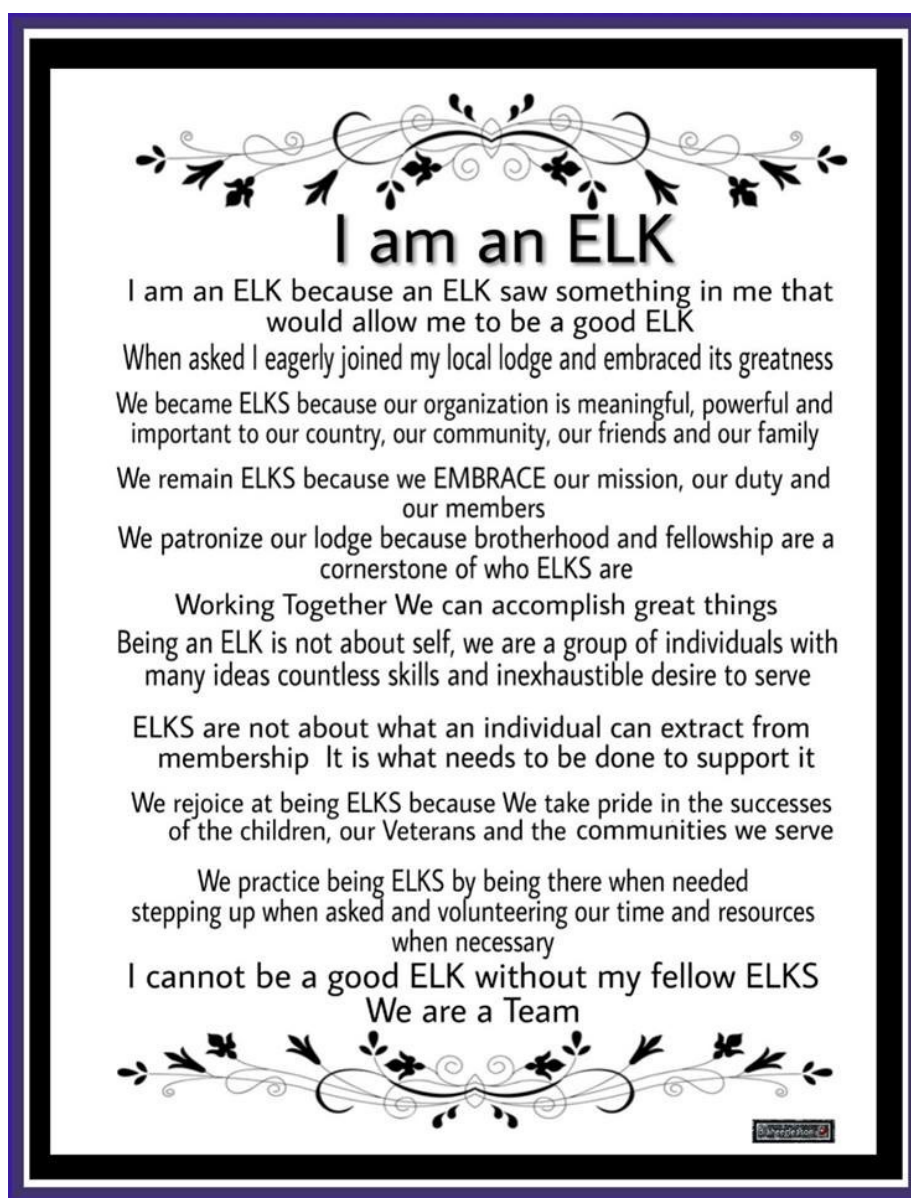 I am an ELK
I am an ELK because an ELK saw something in me that
would allow me to be a good ELK
When asked I eagerly joined my local lodge and embraced its greatness
We became ELKS because our organization is meaningful, powerful and
important to our country, our community, our friends and our family
We remain ELKS because we EMBRACE our mission, our duty and
our members
We patronize our lodge because brotherhood and fellowship are a
cornerstone of who ELKS are
Working Together We can accomplish great things
Being an ELK is not about self, we are a group of individuals with
many ideas countless skills and inexhaustible desire to serve
ELKS are not about what an individual can extract from
membership It is what needs to be done to support it
We rejoice at being ELKS because We take pride in the successes
of the children, our Veterans and the communities we serve
We practice being ELKS by being there when needed
stepping up when asked and volunteering our time and resources
when necessary
I cannot be a good ELK without my fellow ELKS
We are a Team